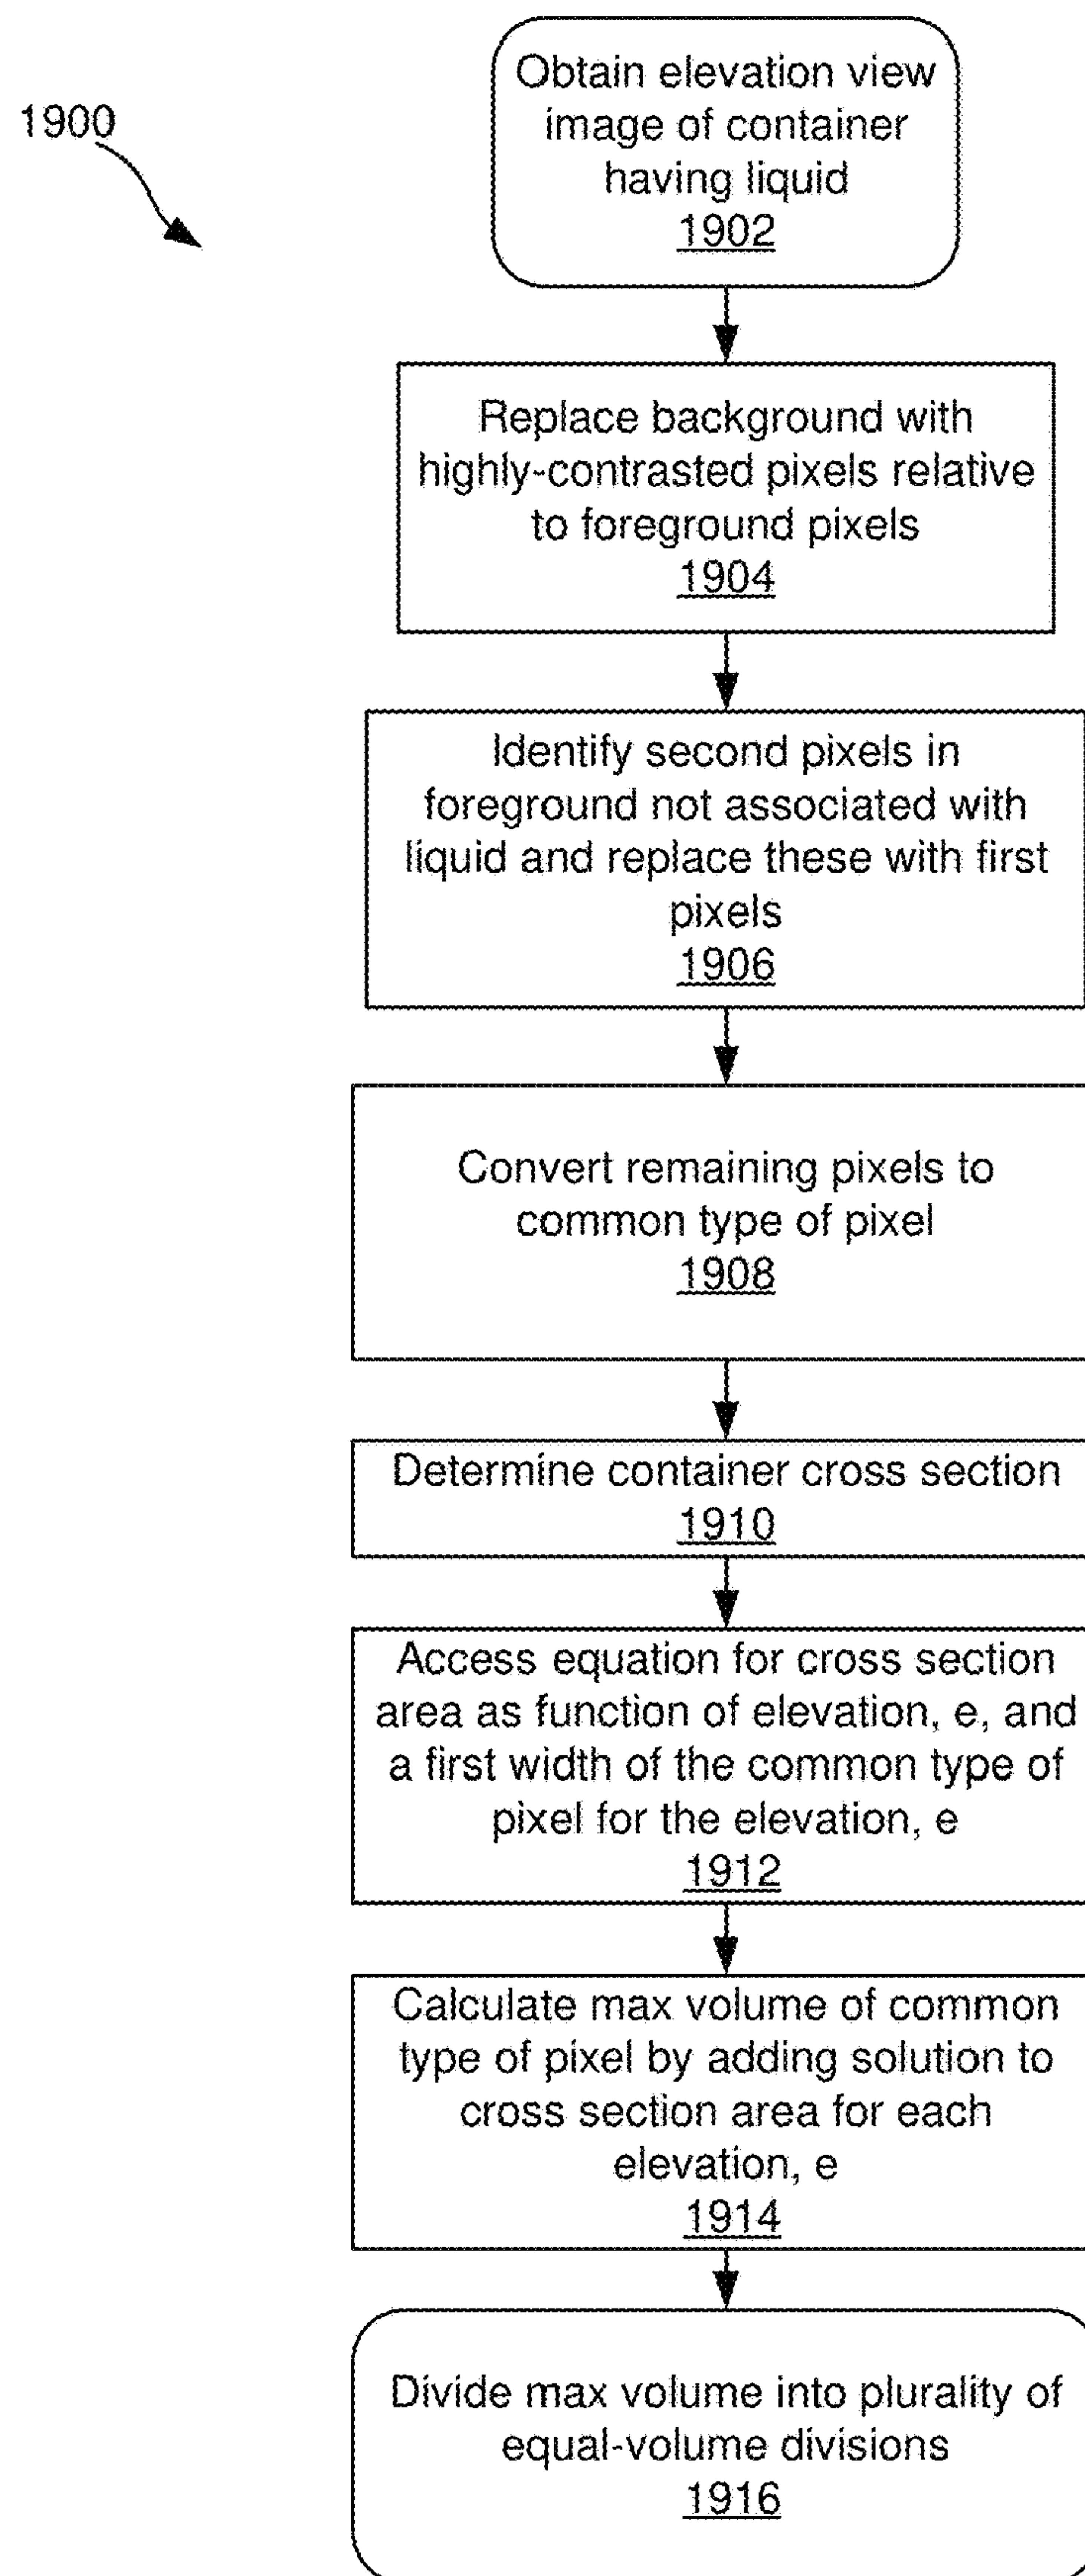 1900
Obtain elevation view
image of container
having liquid
1902
Replace background with
highly-contrasted pixels relative
to foreground pixels
1904
Identify second pixels in
foreground not associated with
liquid and replace these with first
pixels
1906
Convert remaining pixels to
common type of pixel
1908
Determine container cross section
1910
Access equation for cross section
area as function of elevation, e, and
a first width of the common type of
pixel for the elevation, e
1912
Calculate max volume of common
type of pixel by adding solution to
cross section area for each
elevation, e
1914
Divide max volume into plurality of
equal-volume divisions
1916